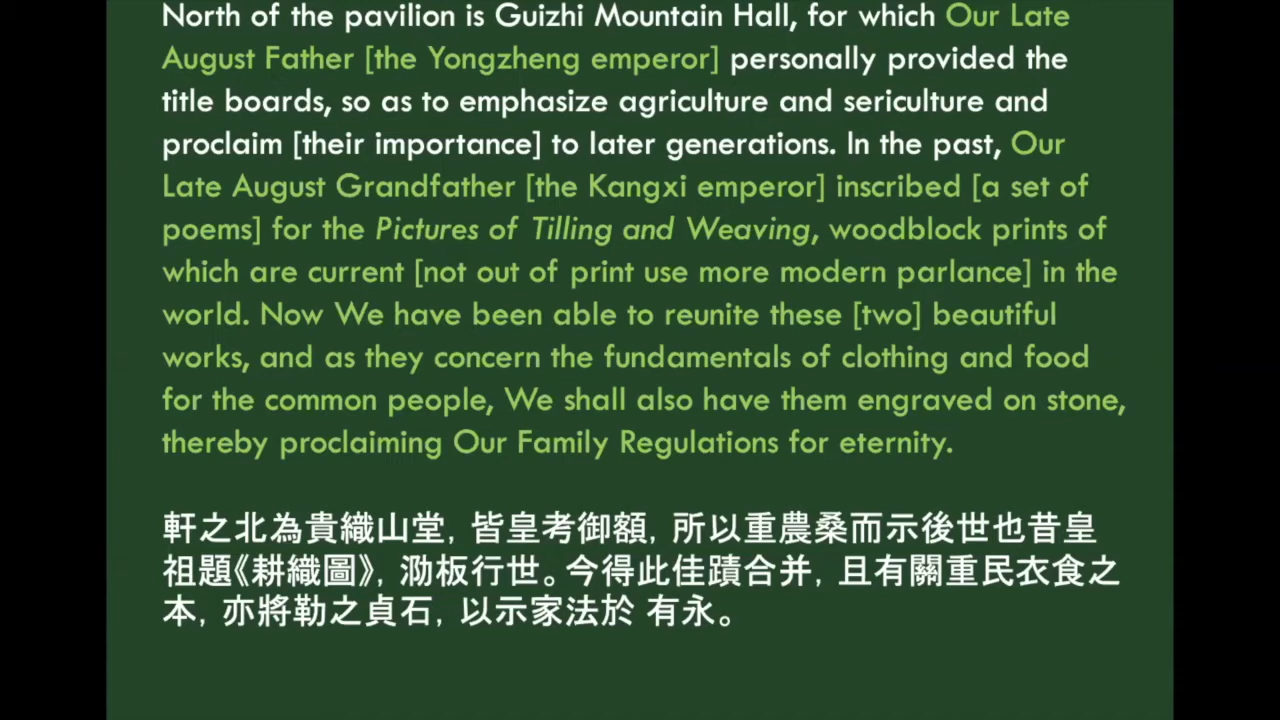 North of the pavilion is Guizhi Mountain Hall, for which Our Late
August Father [the Yongzheng emperor] personally provided the
title boards, so as to emphasize agriculture and sericulture and
proclaim [their importance] to later generations. In the past, Our
Late August Grandfather [the Kangxi emperor] inscribed [a set of
poems] for the Pictures of Tilling and Weaving, woodblock prints of
which are current [not out of print use more modern parlance] in the
world. Now We have been able to reunite these [two] beautiful
works, and as they concern the fundamentals of clothing and food
for the common people, We shall also have them engraved on stone,
thereby proclaiming Our Family Regulations for eternity.
軒之北為貴織山堂，皆皇考御額，所以重農桑而示後世也昔皇
祖題《耕織圖》，泐板行世。今得此佳蹟合并，且有關重民衣食之
本，亦將勒之貞石，以示家法於 有永。